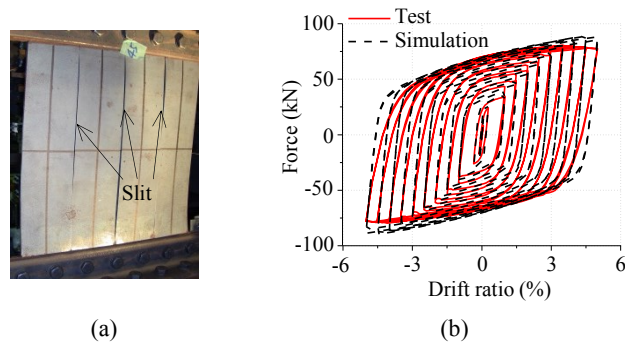 Slit
(a)
(b)
Test
Simulation
100
50
0
-50
-100
Force (kN)
-6 -3 0 3 6
Drift ratio (%)